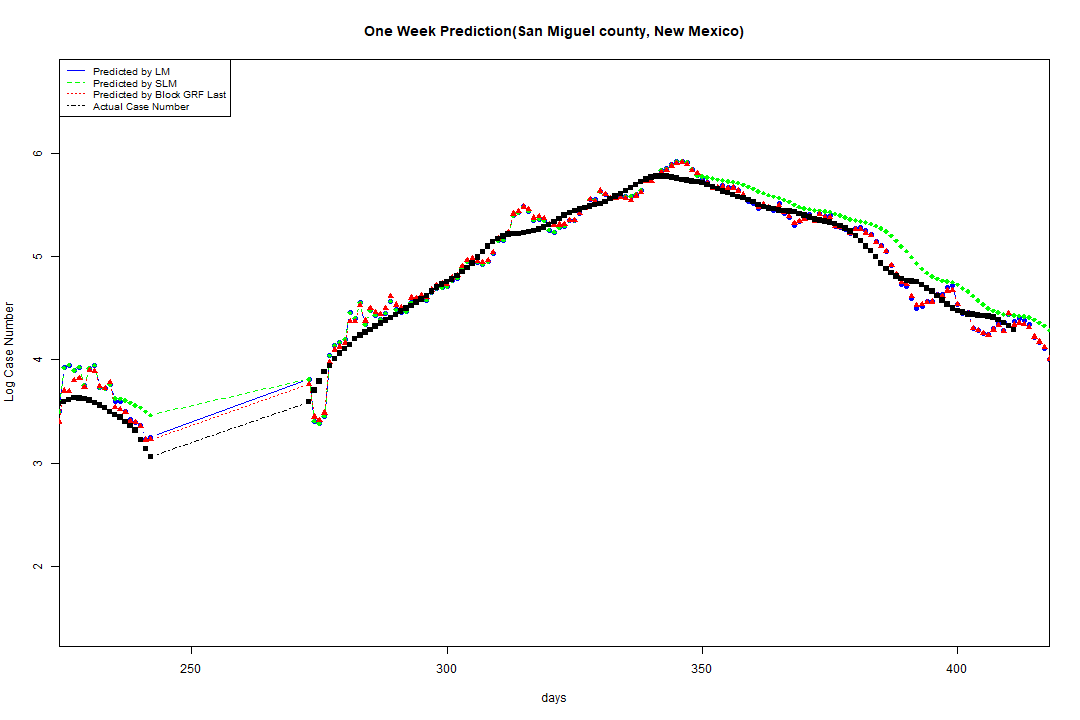 One Week Prediction(San Miguel county, New Mexico)
Predicted by LM
Predicted by SLM
Predicted by Block GRF Last
Actual Case Number
Log Case Number
6
5
4
3
2
250
300
350
400
days